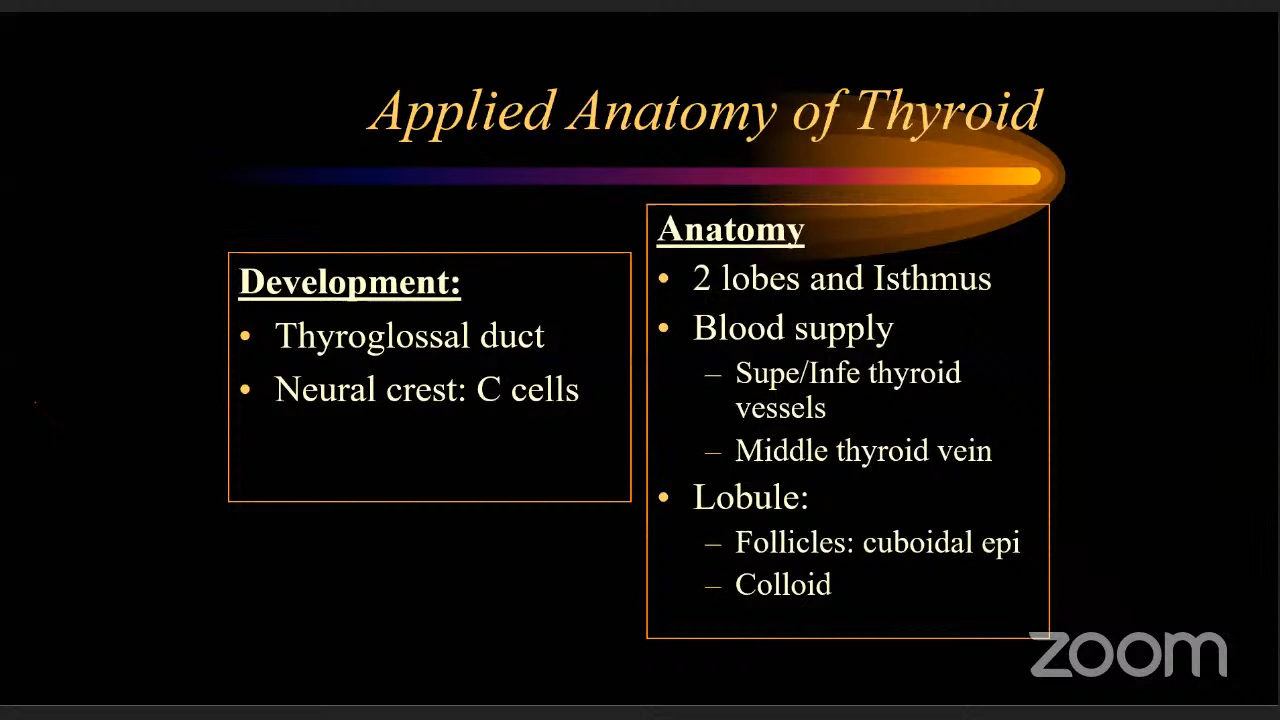 Applied Anatomy of Thyroid
Development:
• Thyroglossal duct
• Neural crest: C cells
Anatomy
• 2 lobes and Isthmus
• Blood supply
– Supe/Infe thyroid
vessels
– Middle thyroid vein
• Lobule:
– Follicles: cuboidal epi
– Colloid
zoom